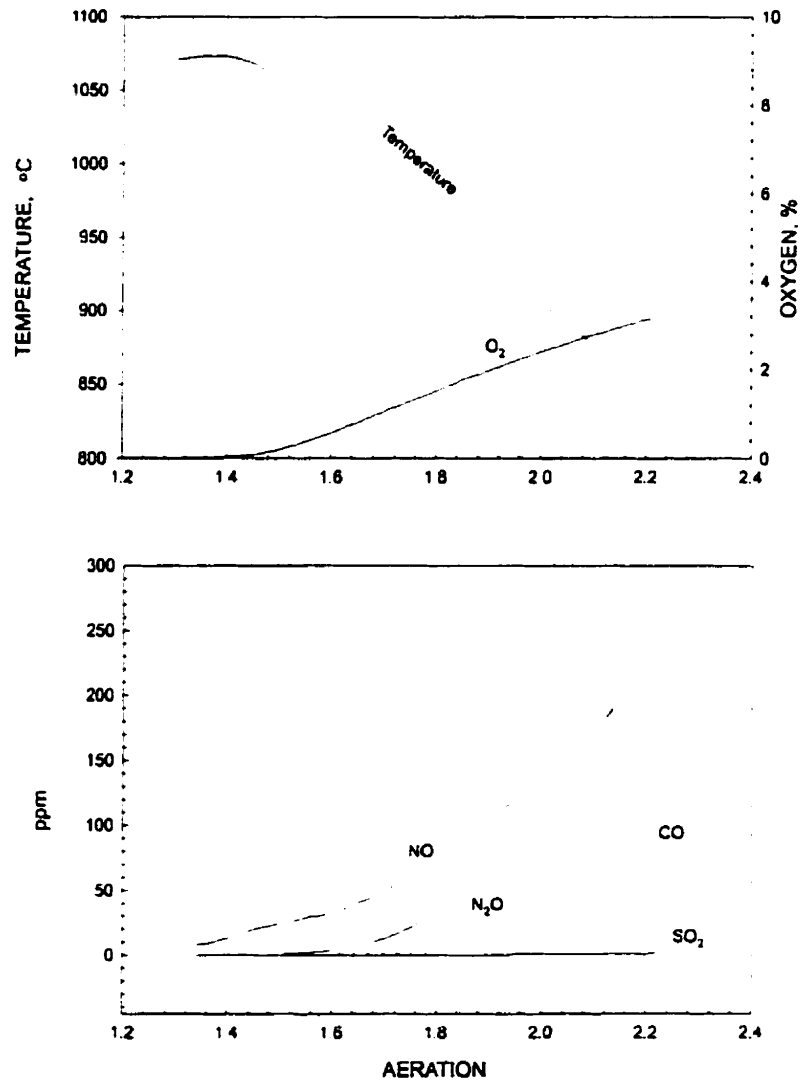 1100
1050
1000
950
900
850
800
TEMPERATURE, oC
Temperature
O₂
10
8
6
4
2
0
OXYGEN, %
1.2 1.4 1.6 1.8 2.0 2.2 2.4
300
250
200
150
100
50
0
ppm
NO
N₂O
CO
SO₂
1.2 1.4 1.6 1.8 2.0 2.2 2.4
AERATION